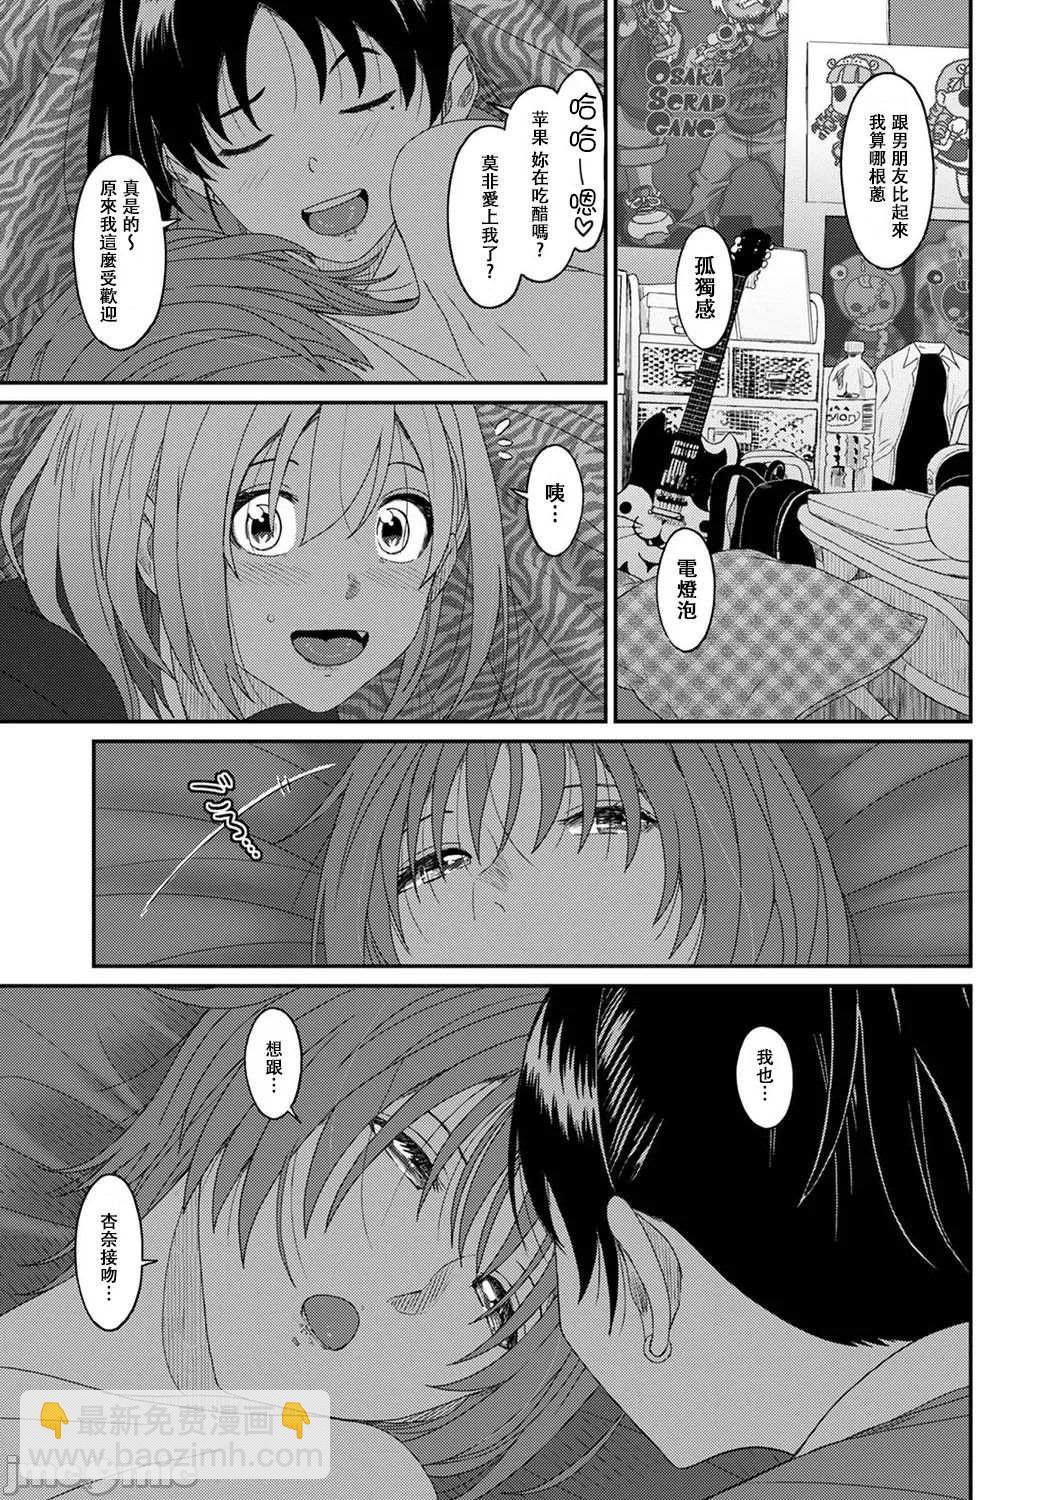 跟男朋友比起來
我算哪根蔥
OSAKA
SCRAP
GANG
孤獨感
電燈泡
哈哈—嗯♡
苹果 妳在吃醋嗎?
莫非愛上我了?
真是的~
原來我這麼受歡迎
咦…
我也…
想跟…
杏奈接吻…
👇最新免费漫画👇
www.baozimh.com